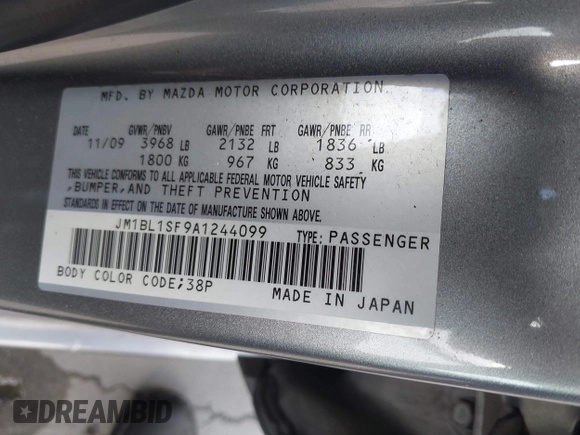 MFD. BY MAZDA MOTOR CORPORATION
DATE GVWR/PNBV GAWR/PNBE FRT GAWR/PNBE RR
11/09 3968 LB 2132 LB 1836 LB
1800 KG 967 KG 833 KG
THIS VEHICLE CONFORMS TO ALL APPLICABLE FEDERAL MOTOR VEHICLE SAFETY
,BUMPER,AND THEFT PREVENTION
STANDARDS IN EFFECT ON THE DATE OF MANUFACTURE SHOWN ABOVE.
JM1BL1SF9A1244099 TYPE: PASSENGER
BODY COLOR CODE;38P MADE IN JAPAN
DREAMBID